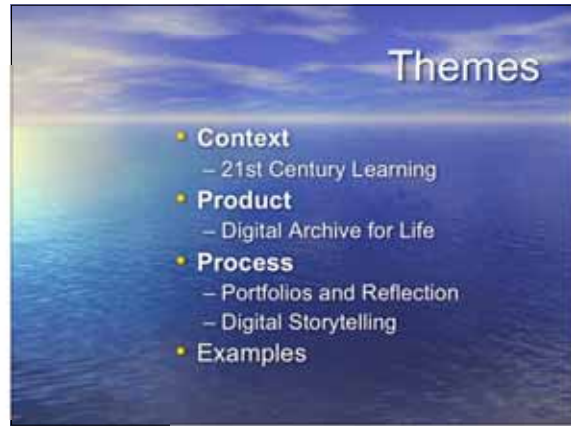 Themes
• Context
– 21st Century Learning
• Product
– Digital Archive for Life
• Process
– Portfolios and Reflection
– Digital Storytelling
• Examples